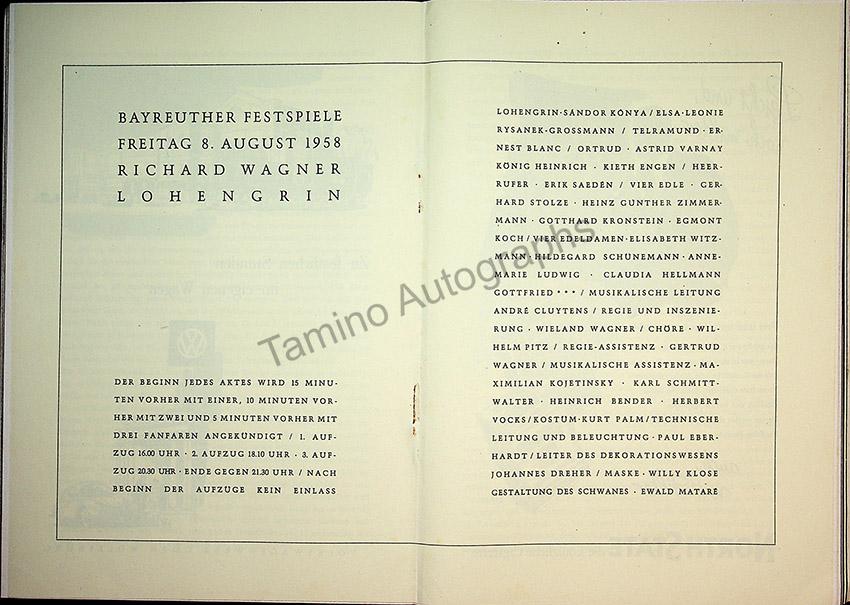 BAYREUTHER FESTSPIELE
FREITAG 8. AUGUST 1958
RICHARD WAGNER
LOHENGRIN
DER BEGINN JEDES AKTES WIRD 15 MINU-
TEN VORHER MIT EINER, 10 MINUTEN VOR-
HER MIT ZWEI UND 5 MINUTEN VORHER MIT
DREI FANFAREN ANGEKÜNDIGT / 1. AUF-
ZUG 16.00 UHR · 2. AUFZUG 18.10 UHR · 3. AUF-
ZUG 20.30 UHR · ENDE GEGEN 21.30 UHR / NACH
BEGINN DER AUFZÜGE KEIN EINLASS
LOHENGRIN·SÁNDOR KÓNYA / ELSA·LEONIE
RYSANEK-GROSSMANN / TELRAMUND · ER-
NEST BLANC / ORTRUD · ASTRID VARNAY
KÖNIG HEINRICH · KIETH ENGEN / HEER-
RUFER · ERIK SAEDÉN / VIER EDLE · GER-
HARD STOLZE · HEINZ GÜNTHER ZIMMER-
MANN · GOTTHARD KRONSTEIN · EGMONT
KOCH / VIER EDELDAMEN·ELISABETH WITZ-
MANN·HILDEGARD SCHÜNEMANN·ANNE-
MARIE LUDWIG · CLAUDIA HELLMANN
GOTTFRIED * * * / MUSIKALISCHE LEITUNG
ANDRÉ CLUYTENS / REGIE UND INSZENIE-
RUNG · WIELAND WAGNER / CHÖRE · WIL-
HELM PITZ / REGIE-ASSISTENZ · GERTRUD
WAGNER / MUSIKALISCHE ASSISTENZ · MA-
XIMILIAN KOJETINSKY · KARL SCHMITT-
WALTER · HEINRICH BENDER · HERBERT
VOCKS / KOSTÜM·KURT PALM / TECHNISCHE
LEITUNG UND BELEUCHTUNG · PAUL EBER-
HARDT / LEITER DES DEKORATIONSWESENS
JOHANNES DREHER / MASKE · WILLY KLOSE
GESTALTUNG DES SCHWANES · EWALD MATARÉ
Tamino Autographs